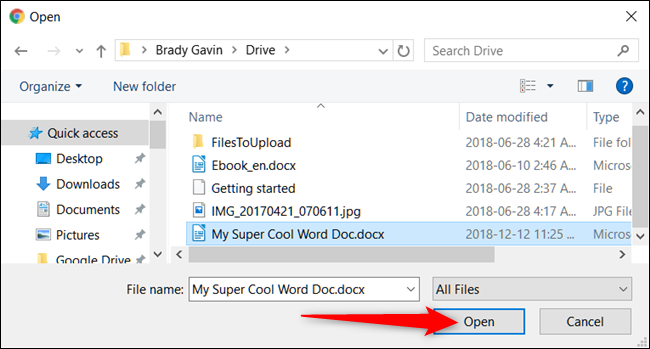 Open
Brady Gavin > Drive >
Search Drive
Organize
New folder
Name
Date modified
Type
Quick access
Desktop
Downloads
Documents
Pictures
Google Drive
FilesToUpload 2018-06-28 4:21 A... File fol
Ebook_en.docx 2018-06-10 2:46 A... Micros
Getting started 2018-06-28 2:37 A... File
IMG_20170421_070611.jpg 2018-06-28 4:17 A... JPG File
My Super Cool Word Doc.docx 2018-12-12 11:25 ... Micros
File name: My Super Cool Word Doc.docx
All Files
Open
Cancel